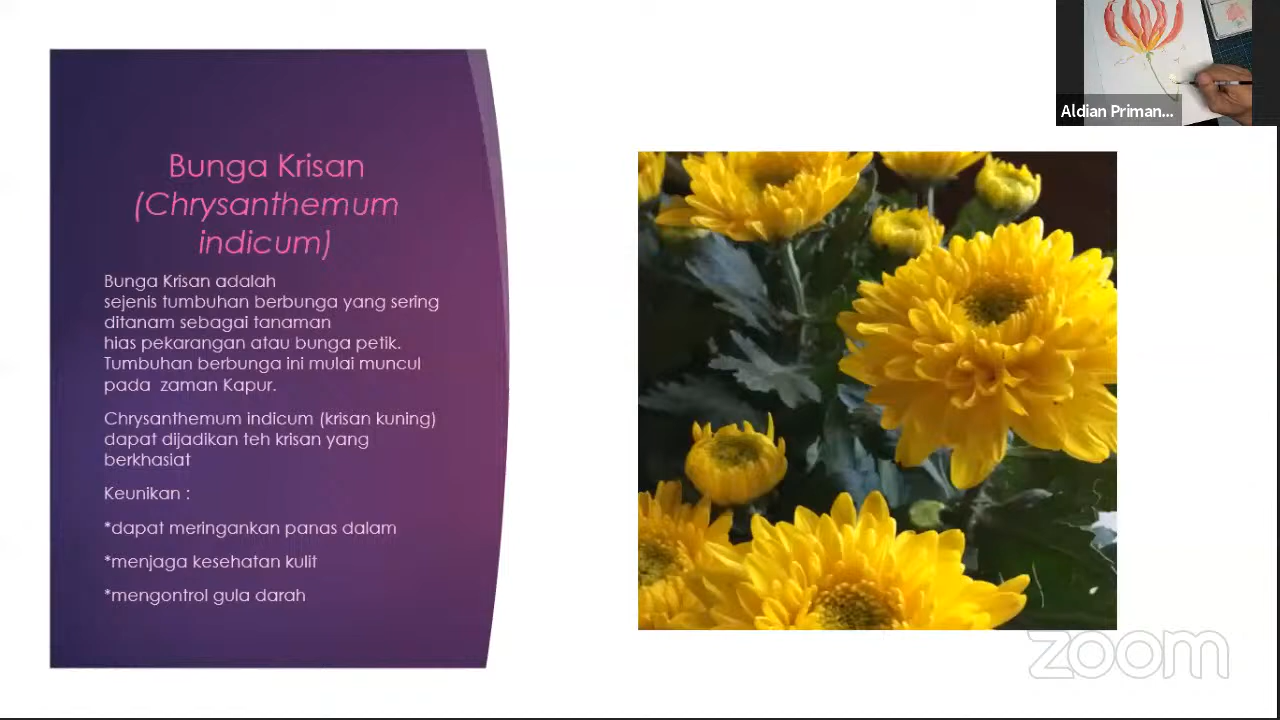 Aldian Priman...
Bunga Krisan
(Chrysanthemum
indicum)
Bunga Krisan adalah
sejenis tumbuhan berbunga yang sering
ditanam sebagai tanaman
hias pekarangan atau bunga petik.
Tumbuhan berbunga ini mulai muncul
pada zaman Kapur.
Chrysanthemum indicum (krisan kuning)
dapat dijadikan teh krisan yang
berkhasiat
Keunikan :
*dapat meringankan panas dalam
*menjaga kesehatan kulit
*mengontrol gula darah
zoom